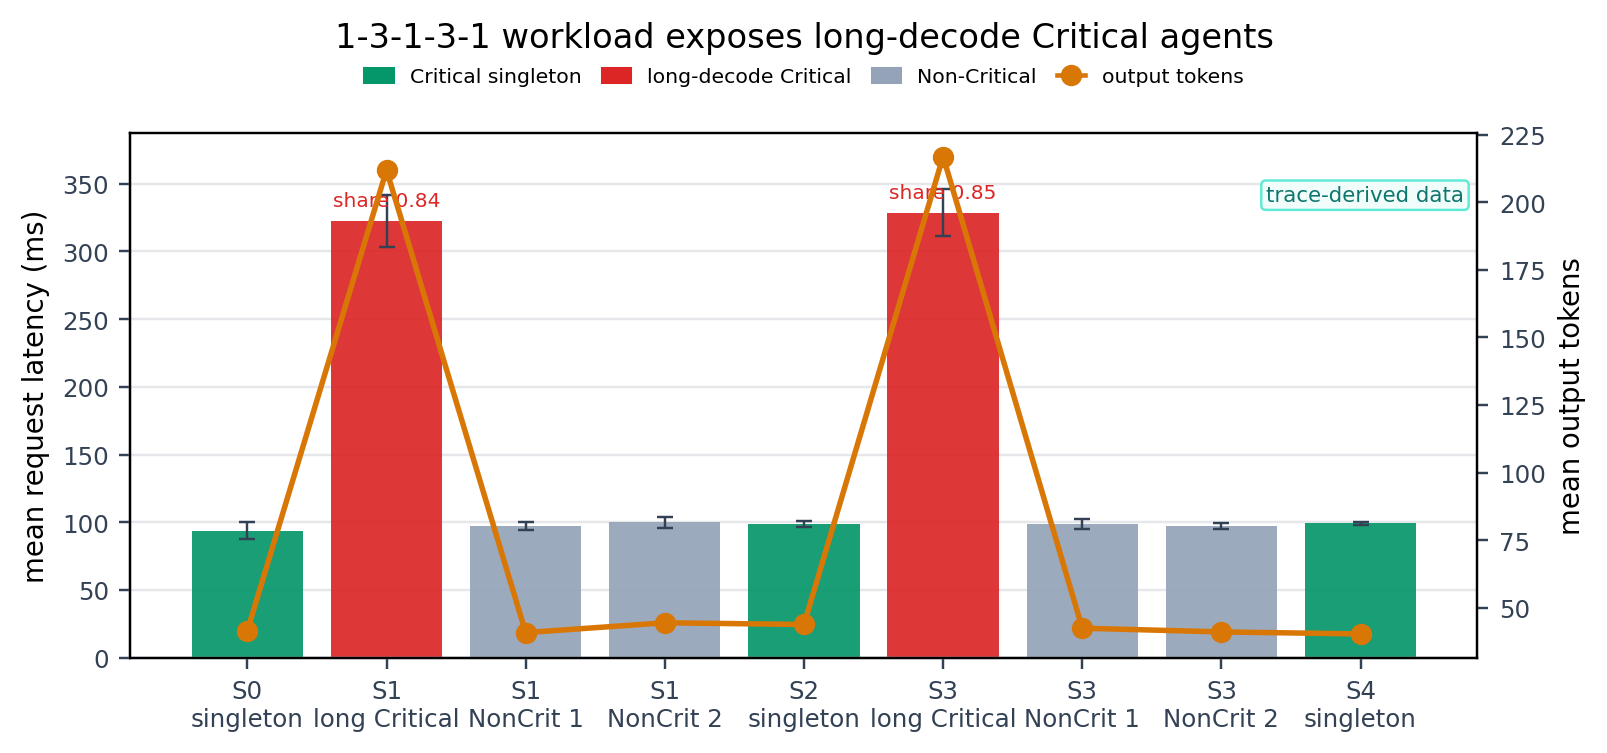 1-3-1-3-1 workload exposes long-decode Critical agents
Critical singleton
long-decode Critical
Non-Critical
output tokens
mean request latency (ms)
350
300
250
200
150
100
50
0
share 0.84
share 0.85
trace-derived data
225
200
175
150
125
100
75
50
mean output tokens
S0
singleton
S1
long Critical
S1
NonCrit 1
S1
NonCrit 2
S2
singleton
S3
long Critical
S3
NonCrit 1
S3
NonCrit 2
S4
singleton